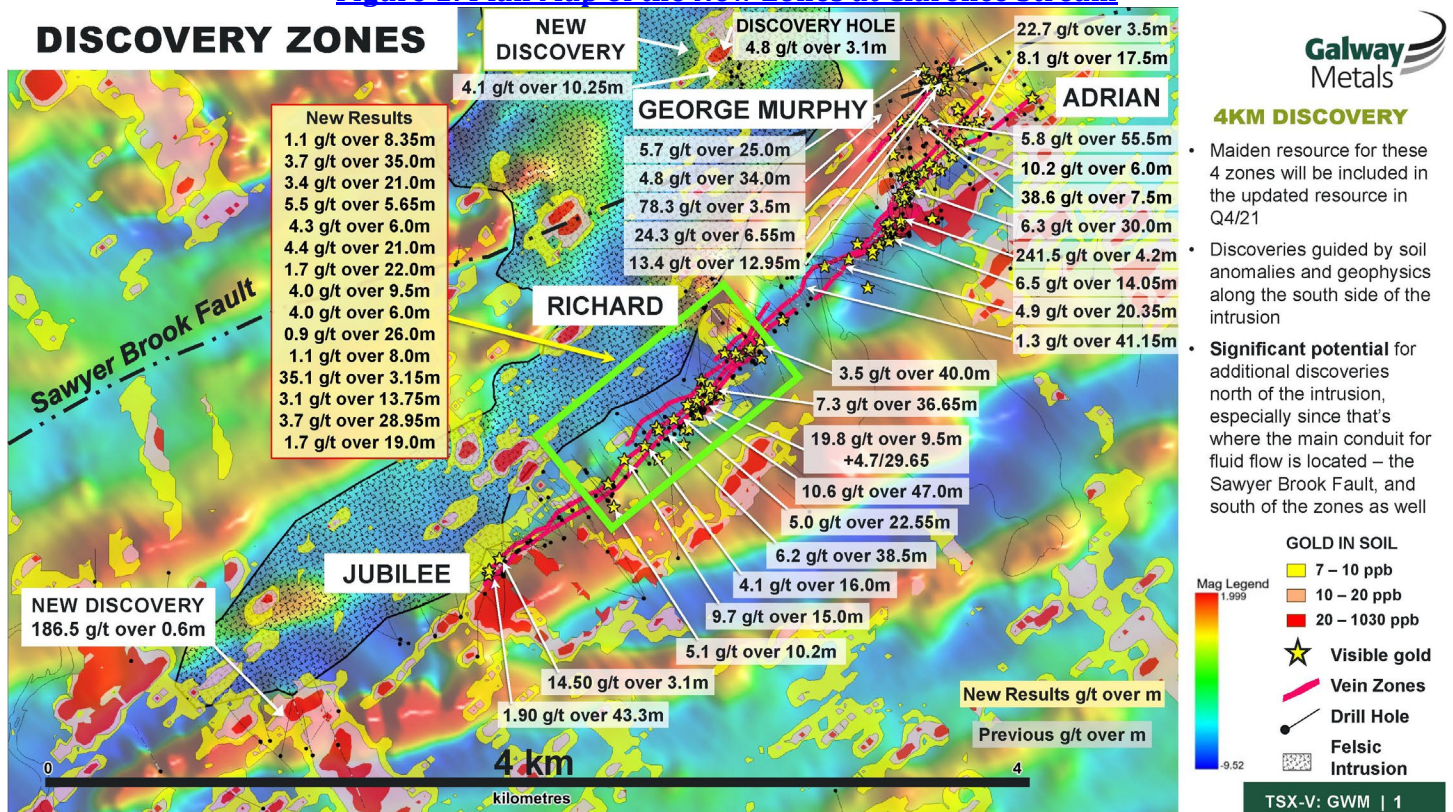 Figure 1: Plan Map of the New Zones at Clarence Stream
DISCOVERY ZONES
NEW
DISCOVERY
DISCOVERY HOLE
4.8 g/t over 3.1m
4.1 g/t over 10.25m
GEORGE MURPHY
22.7 g/t over 3.5m
8.1 g/t over 17.5m
ADRIAN
New Results
1.1 g/t over 8.35m
3.7 g/t over 35.0m
3.4 g/t over 21.0m
5.5 g/t over 5.65m
4.3 g/t over 6.0m
4.4 g/t over 21.0m
1.7 g/t over 22.0m
4.0 g/t over 9.5m
4.0 g/t over 6.0m
0.9 g/t over 26.0m
1.1 g/t over 8.0m
35.1 g/t over 3.15m
3.1 g/t over 13.75m
3.7 g/t over 28.95m
1.7 g/t over 19.0m
5.7 g/t over 25.0m
4.8 g/t over 34.0m
78.3 g/t over 3.5m
24.3 g/t over 6.55m
13.4 g/t over 12.95m
5.8 g/t over 55.5m
10.2 g/t over 6.0m
38.6 g/t over 7.5m
6.3 g/t over 30.0m
241.5 g/t over 4.2m
6.5 g/t over 14.05m
4.9 g/t over 20.35m
1.3 g/t over 41.15m
Sawyer Brook Fault
RICHARD
3.5 g/t over 40.0m
7.3 g/t over 36.65m
19.8 g/t over 9.5m
+4.7/29.65
10.6 g/t over 47.0m
5.0 g/t over 22.55m
6.2 g/t over 38.5m
4.1 g/t over 16.0m
9.7 g/t over 15.0m
5.1 g/t over 10.2m
14.50 g/t over 3.1m
1.90 g/t over 43.3m
JUBILEE
NEW DISCOVERY
186.5 g/t over 0.6m
New Results g/t over m
Previous g/t over m
0
4 km
4
kilometres
Galway
Metals
4KM DISCOVERY
• Maiden resource for these
4 zones will be included in
the updated resource in
Q4/21
• Discoveries guided by soil
anomalies and geophysics
along the south side of the
intrusion
• Significant potential for
additional discoveries
north of the intrusion,
especially since that's
where the main conduit for
fluid flow is located – the
Sawyer Brook Fault, and
south of the zones as well
GOLD IN SOIL
7 – 10 ppb
10 – 20 ppb
20 – 1030 ppb
Mag Legend
1.999
-9.52
Visible gold
Vein Zones
Drill Hole
Felsic
Intrusion
TSX-V: GWM | 1